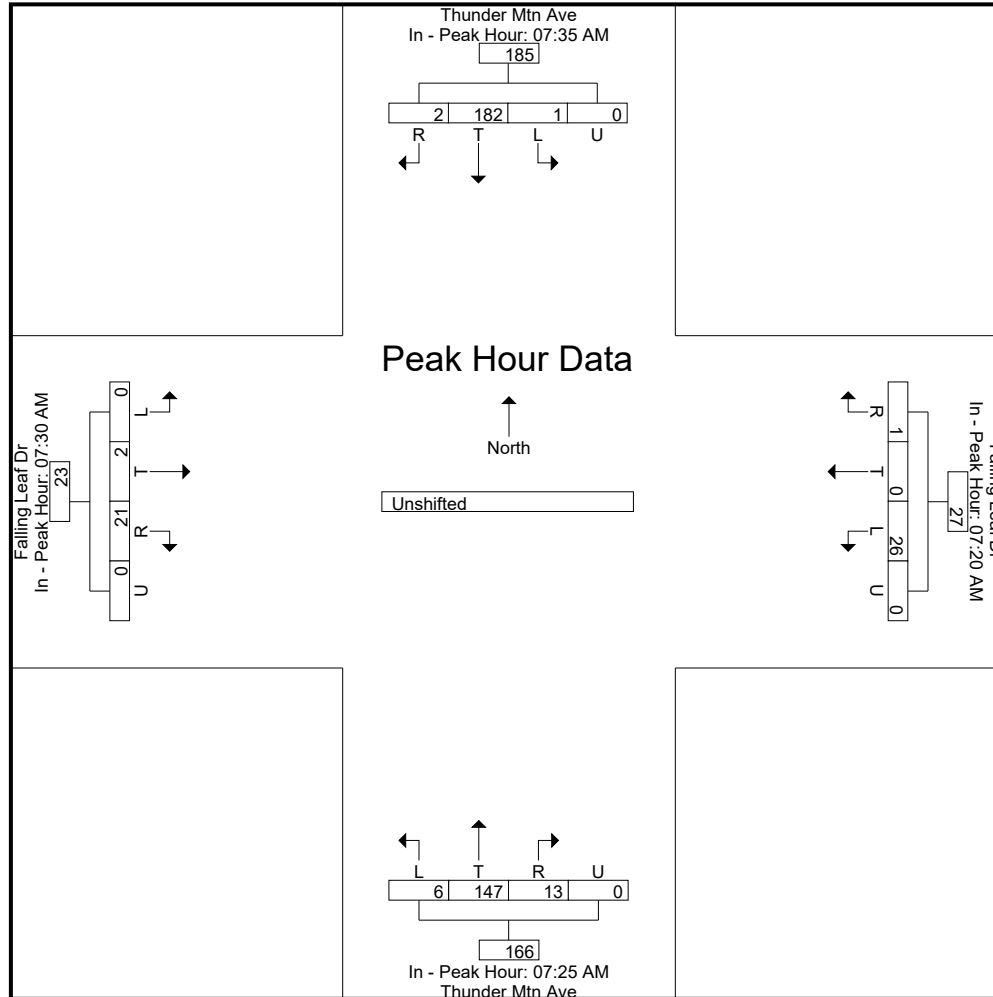 Thunder Mtn Ave
In - Peak Hour: 07:35 AM
185
2 182 1 0
R T L U
Peak Hour Data
North
Unshifted
Falling Leaf Dr
In - Peak Hour: 07:30 AM
23
0 2 21 0
L T R U
In - Peak Hour: 07:20 AM
27
1 0 26 0
R T L U
L T R U
6 147 13 0
166
In - Peak Hour: 07:25 AM
Thunder Mtn Ave